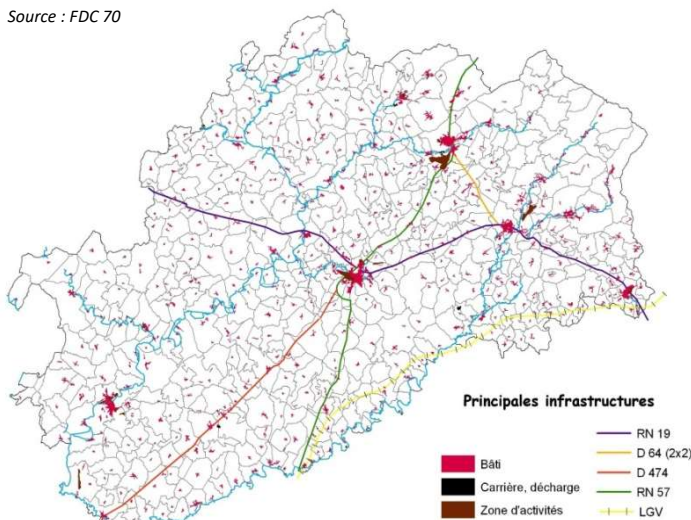 Source : FDC 70
Principales infrastructures
Bâti
Carrière, décharge
Zone d'activités
RN 19
D 64 (2x2)
D 474
RN 57
LGV